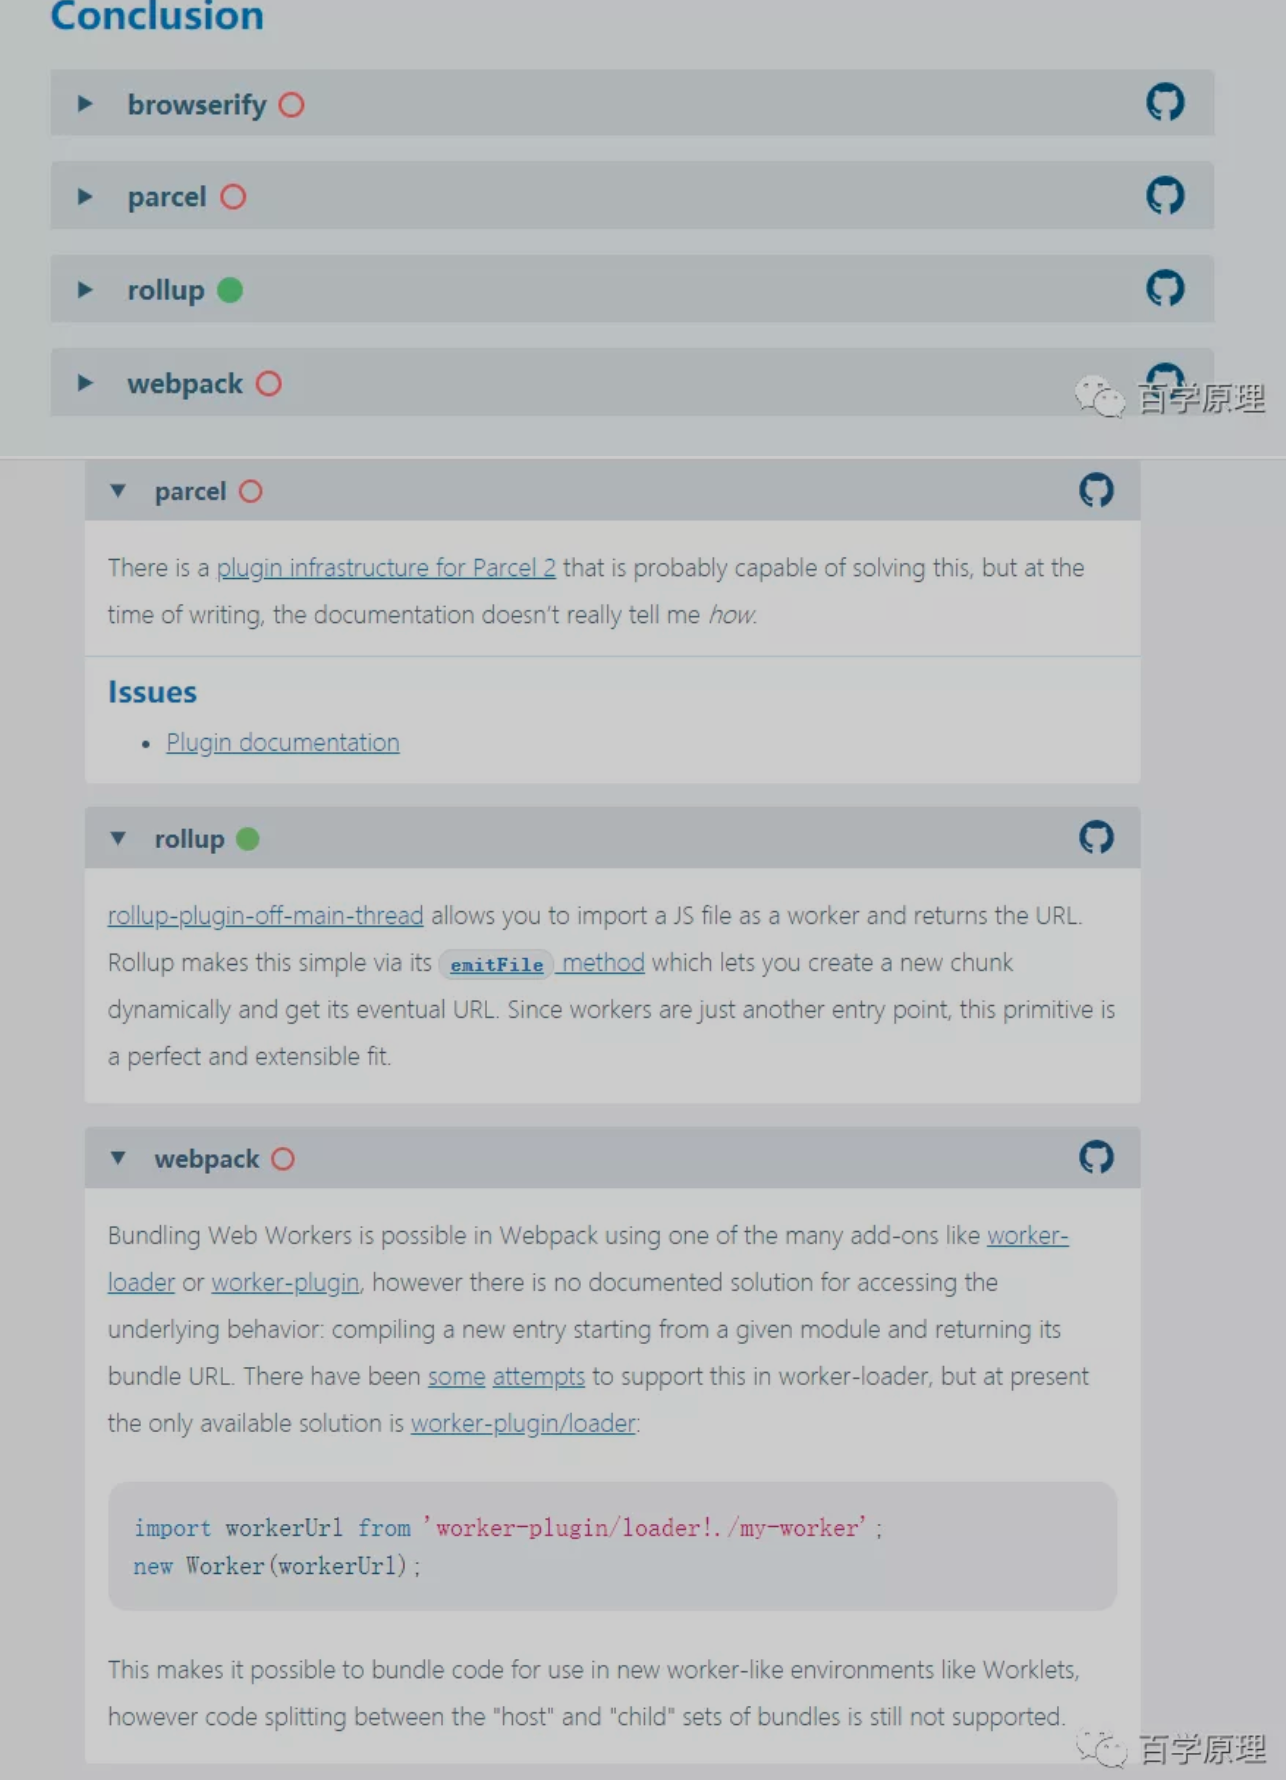 Conclusion
browserify
parcel
rollup
webpack
百学原理
parcel
There is a plugin infrastructure for Parcel 2 that is probably capable of solving this, but at the
time of writing, the documentation doesn't really tell me how.
Issues
• Plugin documentation
rollup
rollup-plugin-off-main-thread allows you to import a JS file as a worker and returns the URL.
Rollup makes this simple via its emitFile method which lets you create a new chunk
dynamically and get its eventual URL. Since workers are just another entry point, this primitive is
a perfect and extensible fit.
webpack
Bundling Web Workers is possible in Webpack using one of the many add-ons like worker-
loader or worker-plugin, however there is no documented solution for accessing the
underlying behavior: compiling a new entry starting from a given module and returning its
bundle URL. There have been some attempts to support this in worker-loader, but at present
the only available solution is worker-plugin/loader:
import workerUrl from 'worker-plugin/loader!./my-worker';
new Worker(workerUrl);
This makes it possible to bundle code for use in new worker-like environments like Worklets,
however code splitting between the "host" and "child" sets of bundles is still not supported.
百学原理